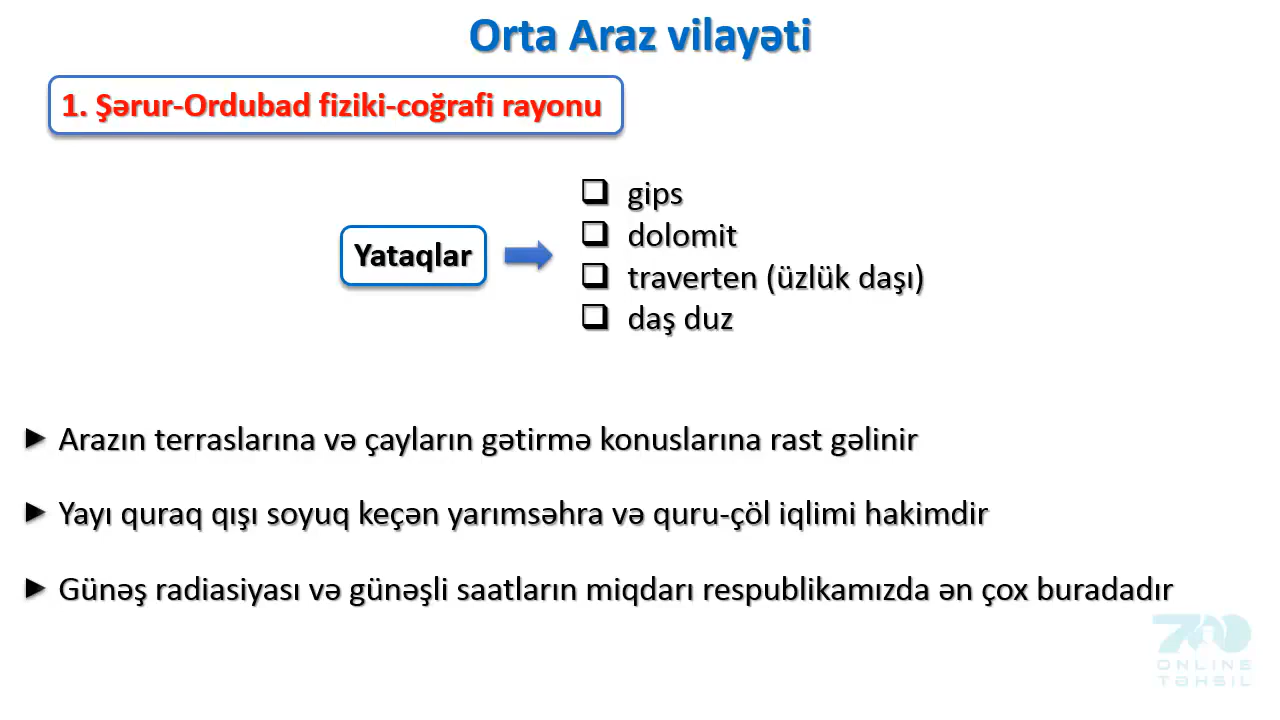 Orta Araz vilayəti
1. Şərur-Ordubad fiziki-coğrafi rayonu
Yataqlar
gips
dolomit
traverten (üzlük daşı)
daş duz
Arazın terraslarına və çayların gətirmə konuslarına rast gəlinir
Yayı quraq qışı soyuq keçən yarımsəhra və quru-çöl iqlimi hakimdir
Günəş radiasiyası və günəşli saatların miqdarı respublikamızda ən çox buradadır
700
ONLINE
TƏHSIL